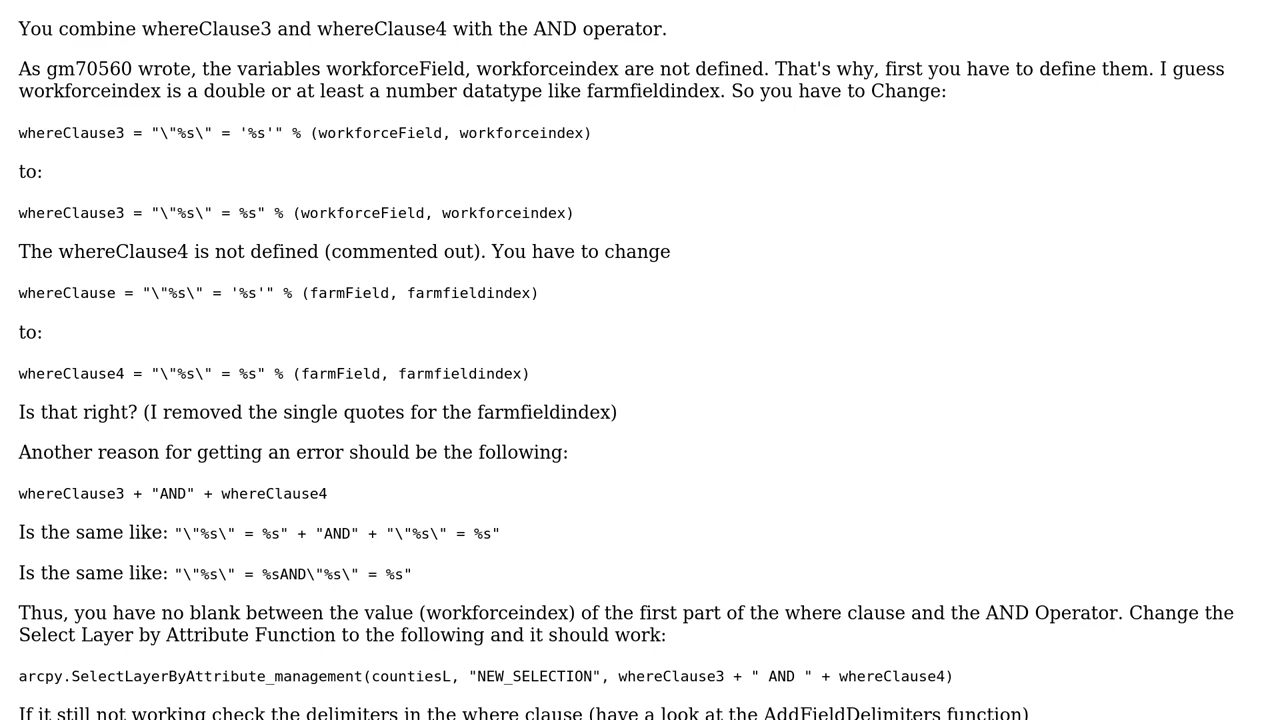 You combine whereClause3 and whereClause4 with the AND operator.
As gm70560 wrote, the variables workforceField, workforceindex are not defined. That's why, first you have to define them. I guess
workforceindex is a double or at least a number datatype like farmfieldindex. So you have to Change:
whereClause3 = "\"%s\" = '%s'" % (workforceField, workforceindex)
to:
whereClause3 = "\"%s\" = %s" % (workforceField, workforceindex)
The whereClause4 is not defined (commented out). You have to change
whereClause = "\"%s\" = '%s'" % (farmField, farmfieldindex)
to:
whereClause4 = "\"%s\" = %s" % (farmField, farmfieldindex)
Is that right? (I removed the single quotes for the farmfieldindex)
Another reason for getting an error should be the following:
whereClause3 + "AND" + whereClause4
Is the same like: "\"%s\" = %s" + "AND" + "\"%s\" = %s"
Is the same like: "\"%s\" = %sAND\"%s\" = %s"
Thus, you have no blank between the value (workforceindex) of the first part of the where clause and the AND Operator. Change the
Select Layer by Attribute Function to the following and it should work:
arcpy.SelectLayerByAttribute_management(countiesL, "NEW_SELECTION", whereClause3 + " AND " + whereClause4)
If it still not working check the delimiters in the where clause (have a look at the AddFieldDelimiters function)